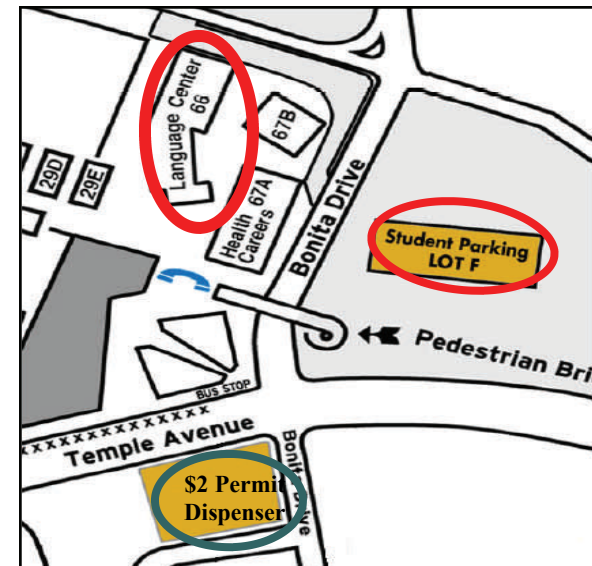 Language Center
66
67B
29D
29E
Health 67A
Careers
Bonita Drive
Student Parking
LOT F
Pedestrian Bri
BUS STOP
xxxxxxxxxxxxxx
Temple Avenue
Bonita Drive
$2 Permit
Dispenser